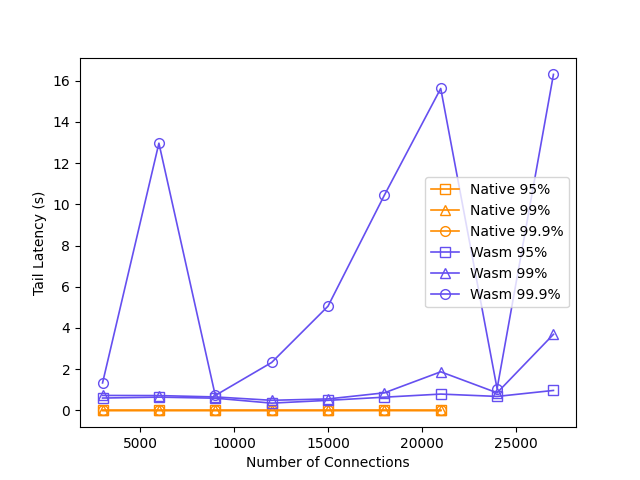 16
14
12
10
8
6
4
2
0
Tail Latency (s)
Native 95%
Native 99%
Native 99.9%
Wasm 95%
Wasm 99%
Wasm 99.9%
5000 10000 15000 20000 25000
Number of Connections